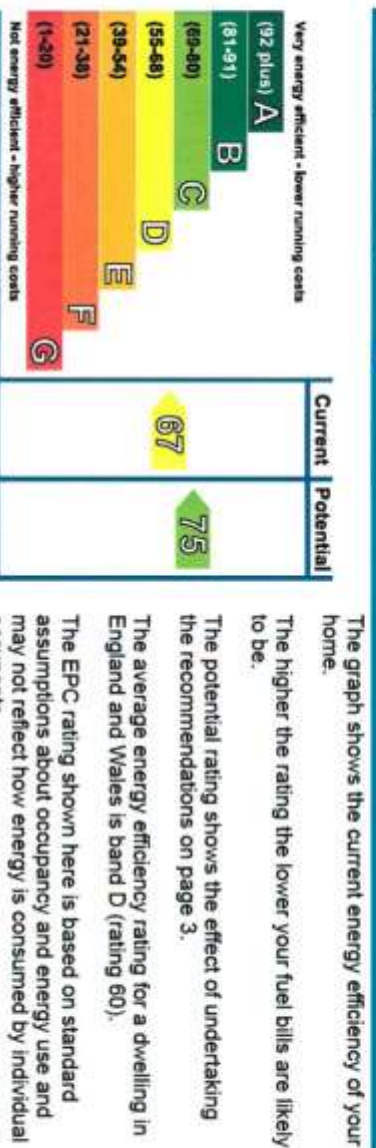 Very energy efficient - lower running costs
(92 plus) A
(81-91) B
(69-80) C
(55-68) D
(39-54) E
(21-38) F
(1-20) G
Not energy efficient - higher running costs
Current
Potential
67
75
The graph shows the current energy efficiency of your
home.
The higher the rating the lower your fuel bills are likely
to be.
The potential rating shows the effect of undertaking
the recommendations on page 3.
The average energy efficiency rating for a dwelling in
England and Wales is band D (rating 60).
The EPC rating shown here is based on standard
assumptions about occupancy and energy use and
may not reflect how energy is consumed by individual